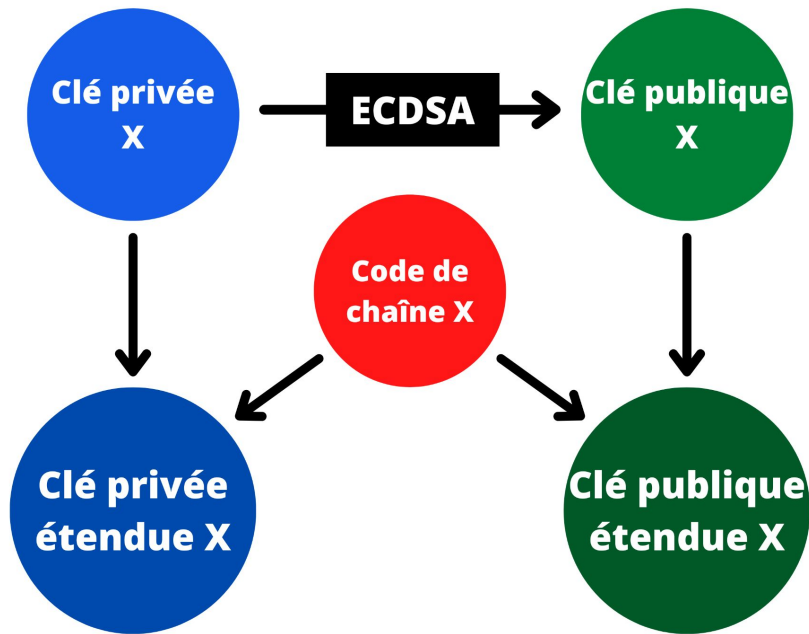 Clé privée
X
ECDSA
Clé publique
X
Code de
chaîne X
Clé privée
étendue X
Clé publique
étendue X